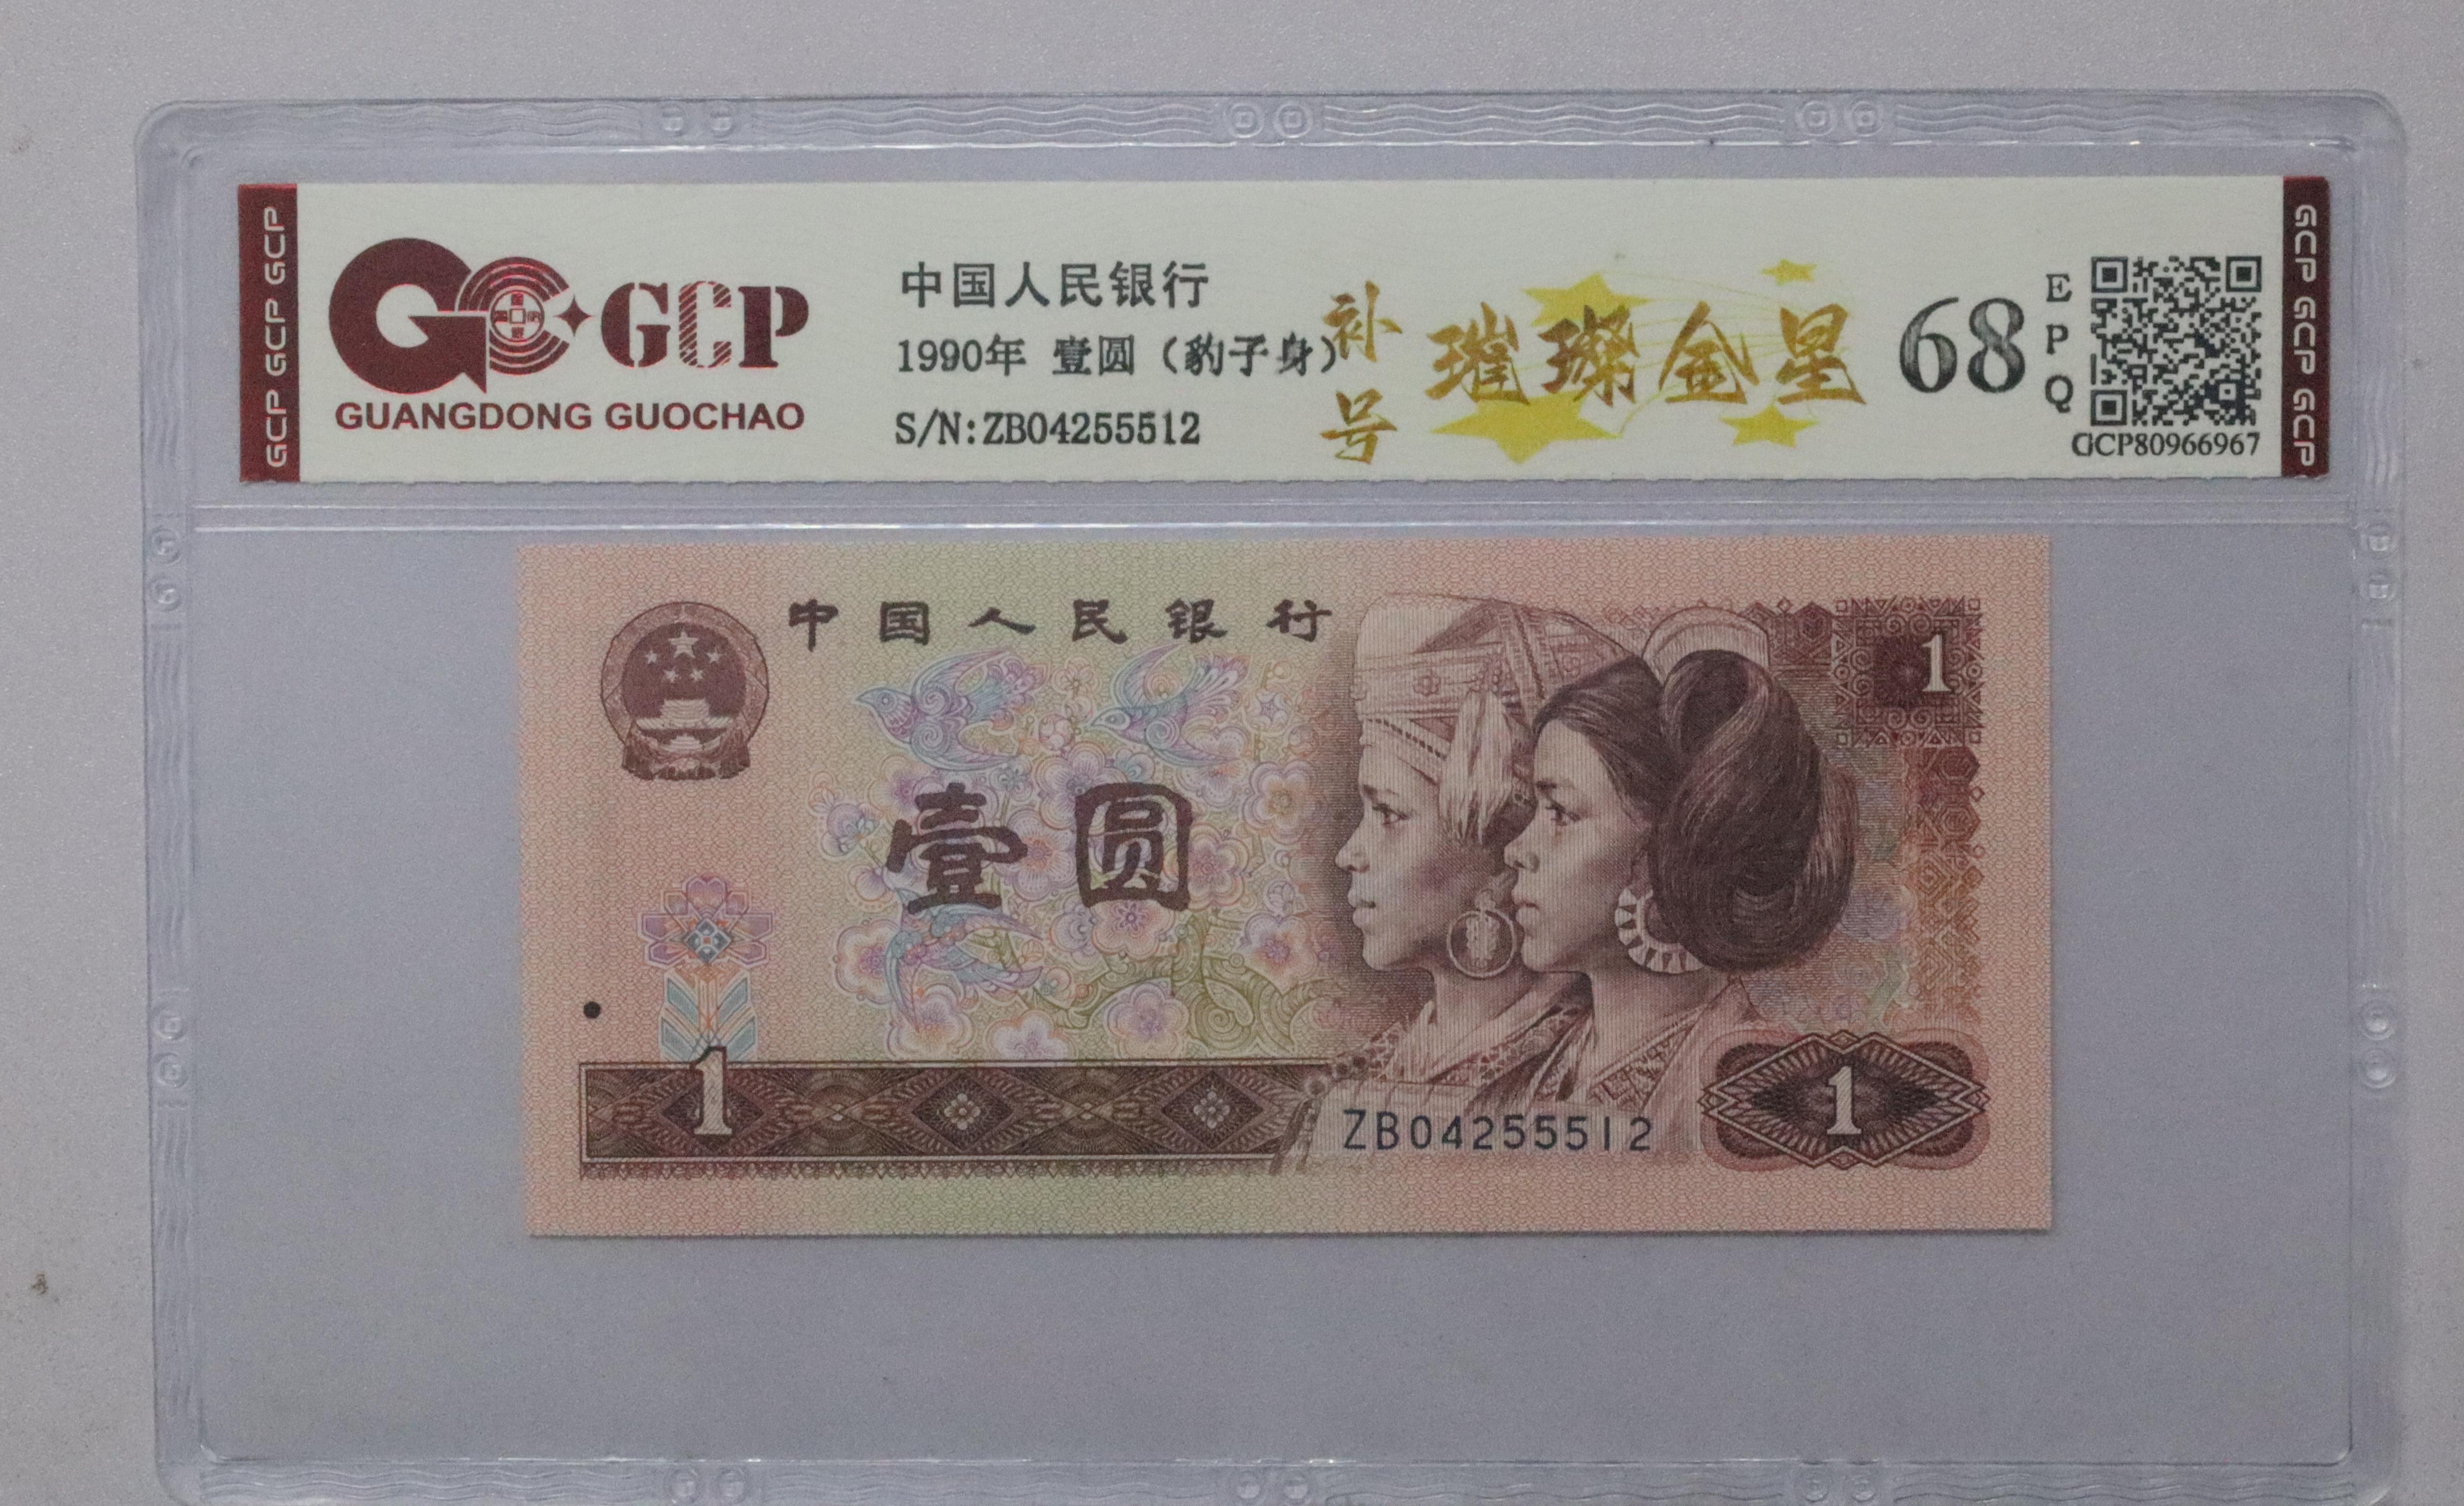 GCP GCP GCP
GCP
GUANGDONG GUOCHAO
中国人民银行
1990年 壹圆（豹子身）
S/N:ZB04255512
补号
璀璨金星
68
EPQ
GCP80966967
GCP GCP GCP
中国人民银行
1
壹圆
1
ZB04255512
1